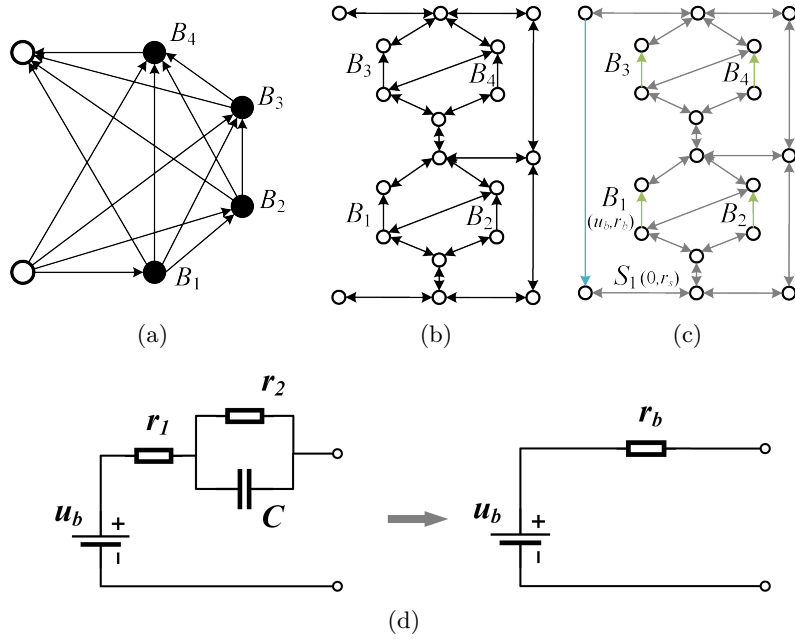 B4
B3
B2
B1
(a)
B3
B4
B1
B2
(b)
B3
B4
B1
(ub,rb)
B2
S1(0,rs)
(c)
r2
r1
C
ub
+
−
rb
ub
+
−
(d)